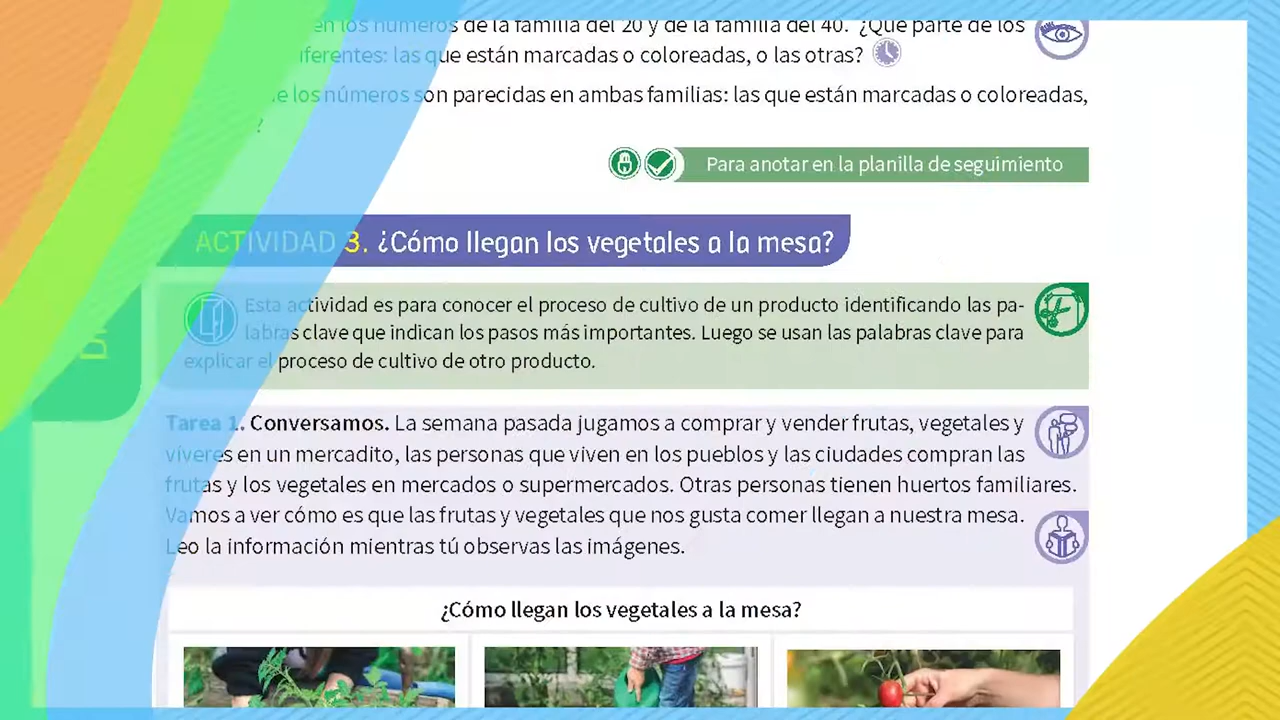 en los números de la familia del 20 y de la familia del 40. ¿Qué parte de los
ferentes: las que están marcadas o coloreadas, o las otras?
e los números son parecidas en ambas familias: las que están marcadas o coloreadas,
?
Para anotar en la planilla de seguimiento
ACTIVIDAD 3. ¿Cómo llegan los vegetales a la mesa?
Esta actividad es para conocer el proceso de cultivo de un producto identificando las pa-
labras clave que indican los pasos más importantes. Luego se usan las palabras clave para
explicar el proceso de cultivo de otro producto.
Tarea 1. Conversamos. La semana pasada jugamos a comprar y vender frutas, vegetales y
víveres en un mercadito, las personas que viven en los pueblos y las ciudades compran las
frutas y los vegetales en mercados o supermercados. Otras personas tienen huertos familiares.
Vamos a ver cómo es que las frutas y vegetales que nos gusta comer llegan a nuestra mesa.
Leo la información mientras tú observas las imágenes.
¿Cómo llegan los vegetales a la mesa?